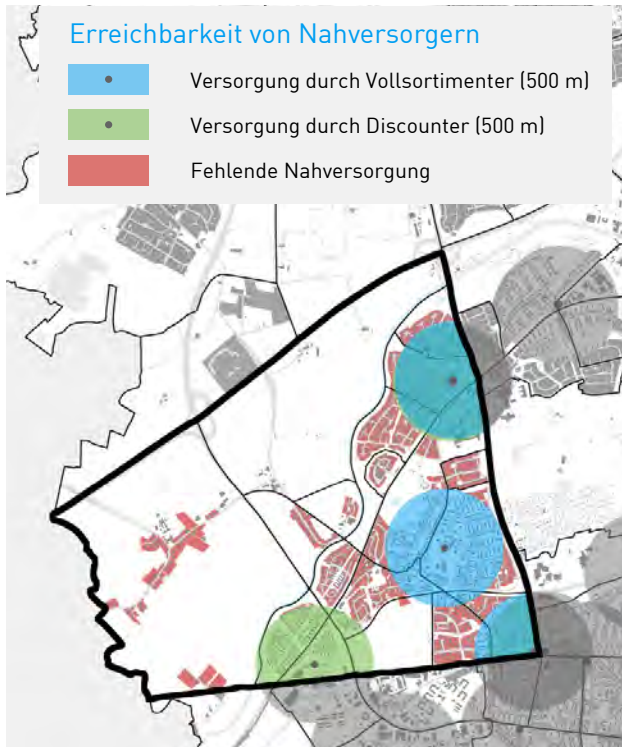 Erreichbarkeit von Nahversorgern
Versorgung durch Vollsortimenter (500 m)
Versorgung durch Discounter (500 m)
Fehlende Nahversorgung